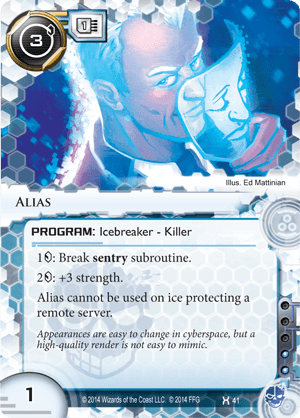 3
1
Illus. Ed Mattinian
ALIAS
PROGRAM: Icebreaker - Killer
1: Break sentry subroutine.
2: +3 strength.
Alias cannot be used on ice protecting a
remote server.
Appearances are easy to change in cyberspace, but a
high-quality render is not easy to mimic.
1
© 2014 Wizards of the Coast LLC. © 2014 FFG
41